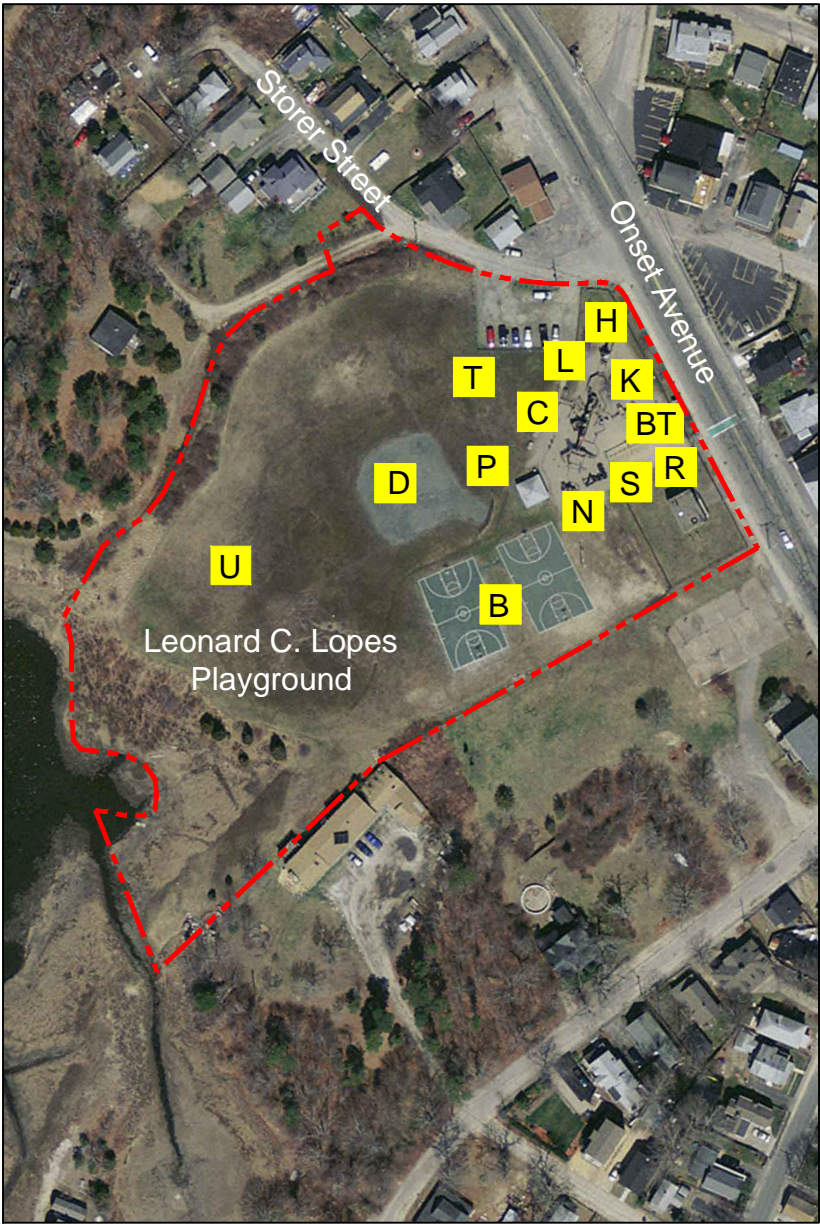 Storer Street
Onset Avenue
H
L
K
T
C
BT
P
R
D
S
N
U
B
Leonard C. Lopes
Playground